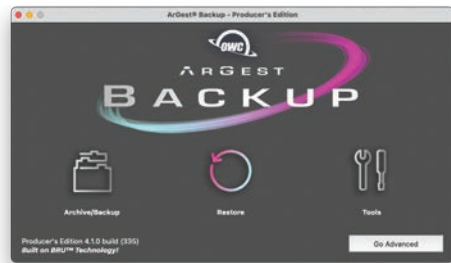 ArGest® Backup - Producer's Edition
OWC
ARGEST
BACKUP
Archive/Backup
Restore
Tools
Producer's Edition 4.1.0 build (335)
Built on BRU™ Technology!
Go Advanced